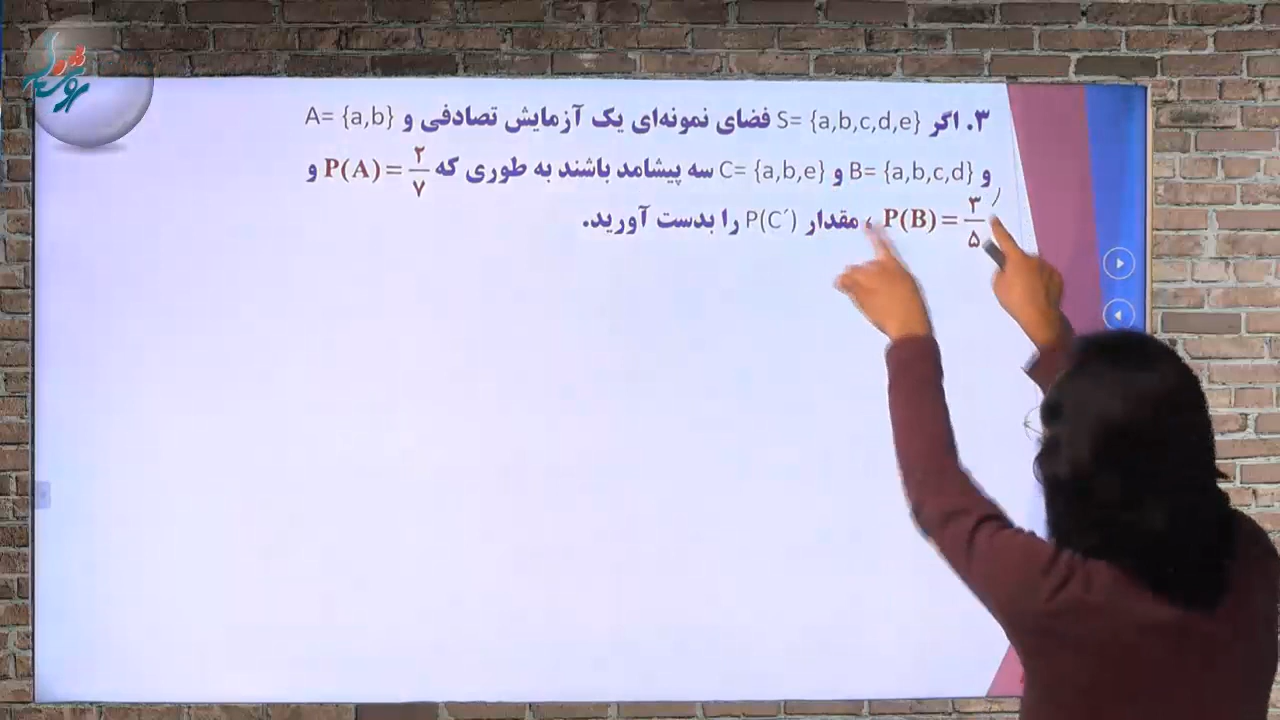 ۳. اگر S= {a,b,c,d,e} فضای نمونه‌ای یک آزمایش تصادفی و A= {a,b}
و B= {a,b,c,d} و C= {a,b,e} سه پیشامد باشند به طوری که P(A) = ۲/۷ و
P(B) = ۳/۵ ، مقدار P(C´) را بدست آورید.